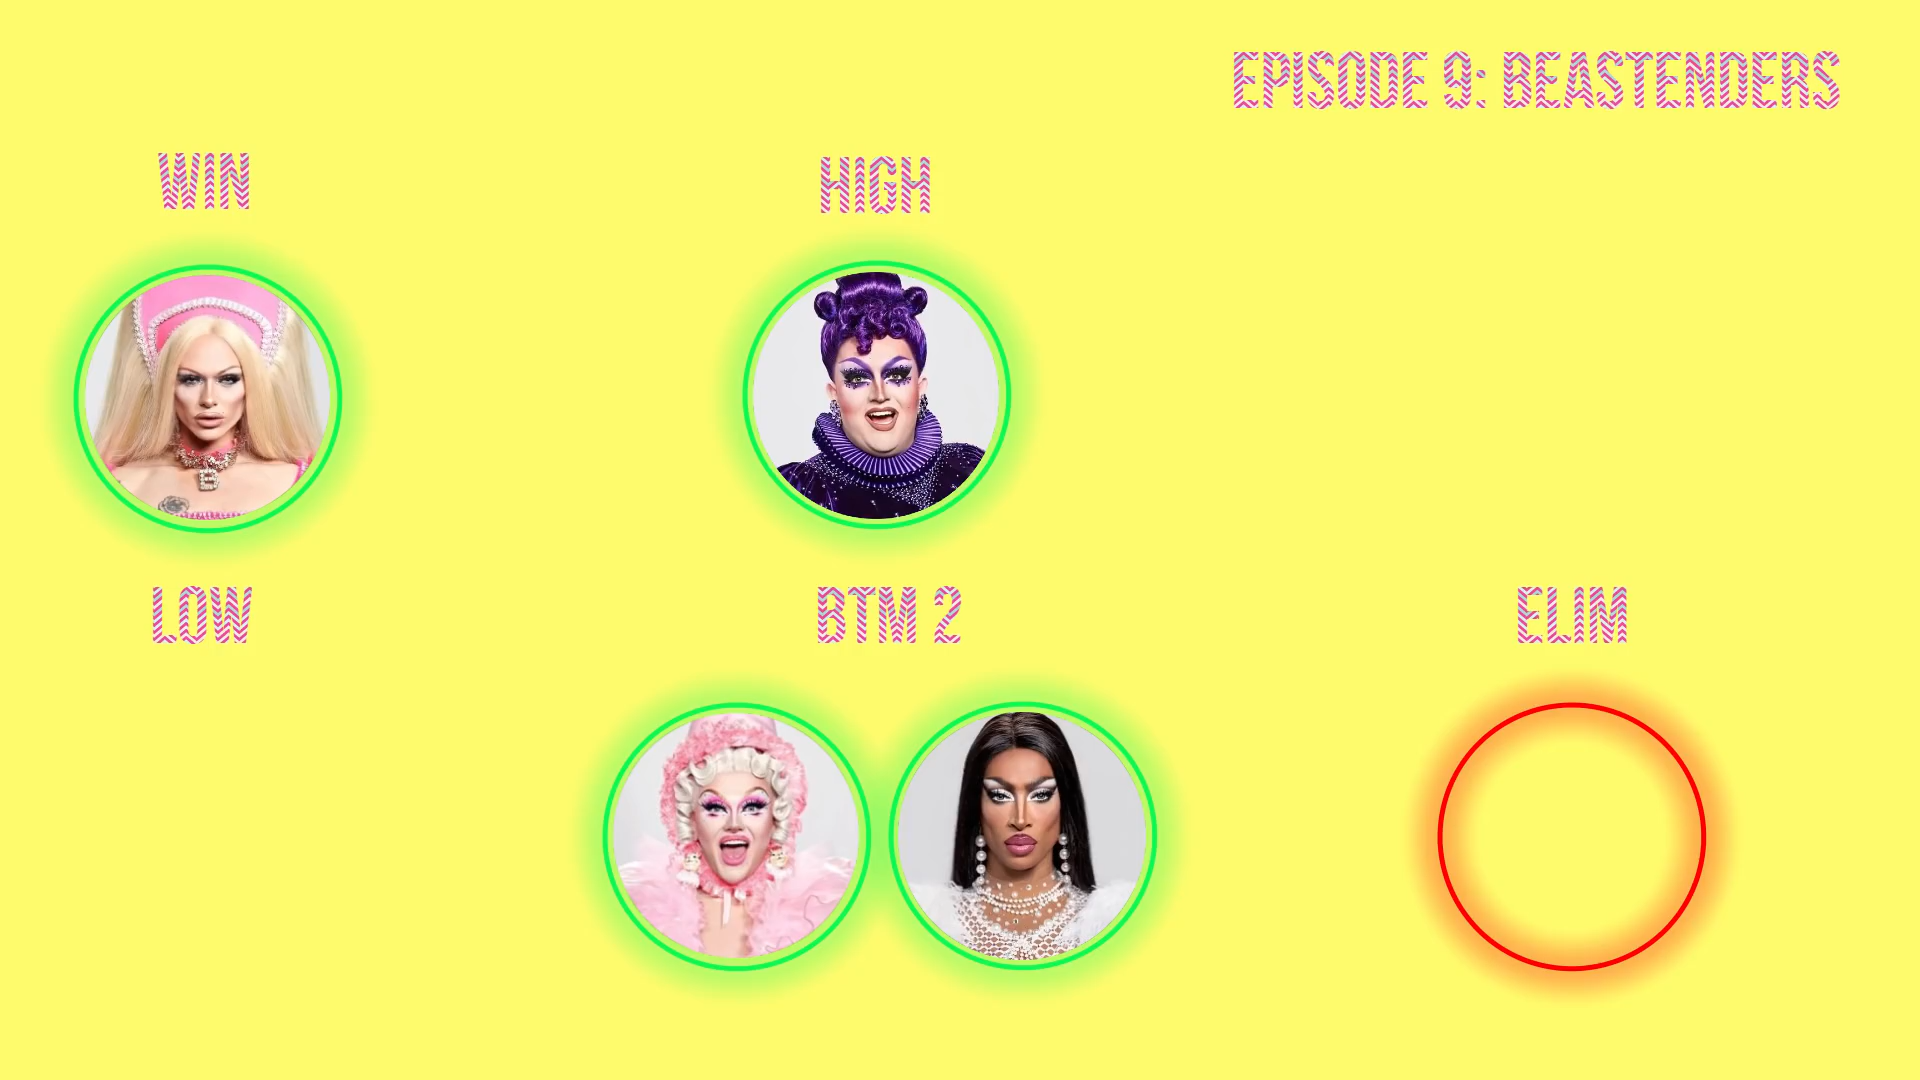 EPISODE 9: BEASTENDERS
WIN
HIGH
LOW
BTM 2
ELIM